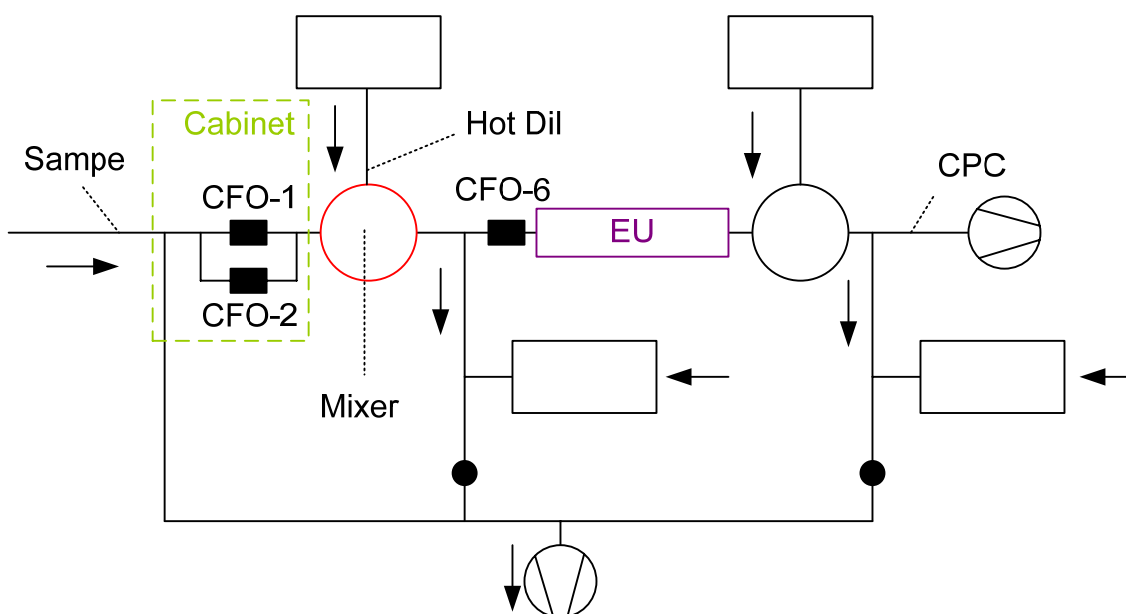 Cabinet
Hot Dil
Sampe
CPC
CFO-1
CFO-6
EU
CFO-2
Mixer